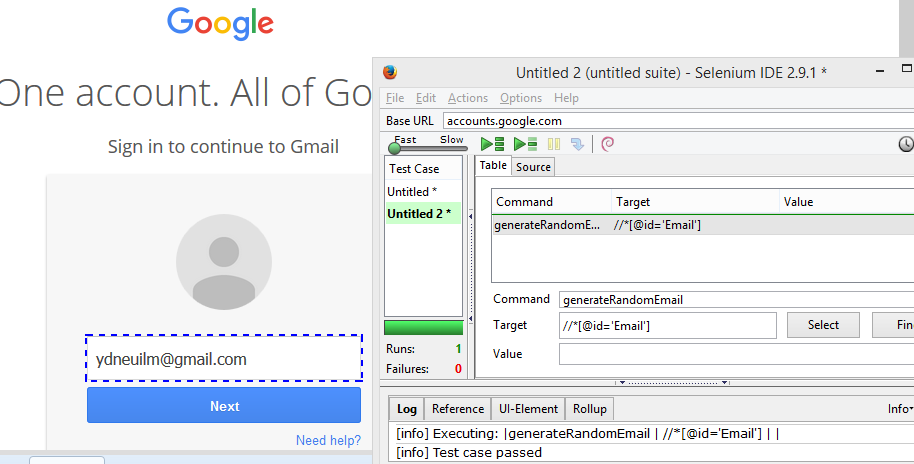 Google
One account. All of Go
Sign in to continue to Gmail
ydneuilm@gmail.com
Next
Need help?
Untitled 2 (untitled suite) - Selenium IDE 2.9.1 *
File Edit Actions Options Help
Base URL accounts.google.com
Fast Slow
Test Case
Untitled *
Untitled 2 *
Runs: 1
Failures: 0
Table Source
Command Target Value
generateRandomE... //*[@id='Email']
Command generateRandomEmail
Target //*[@id='Email'] Select Fin
Value
Log Reference UI-Element Rollup Info
[info] Executing: |generateRandomEmail | //*[@id='Email'] | |
[info] Test case passed